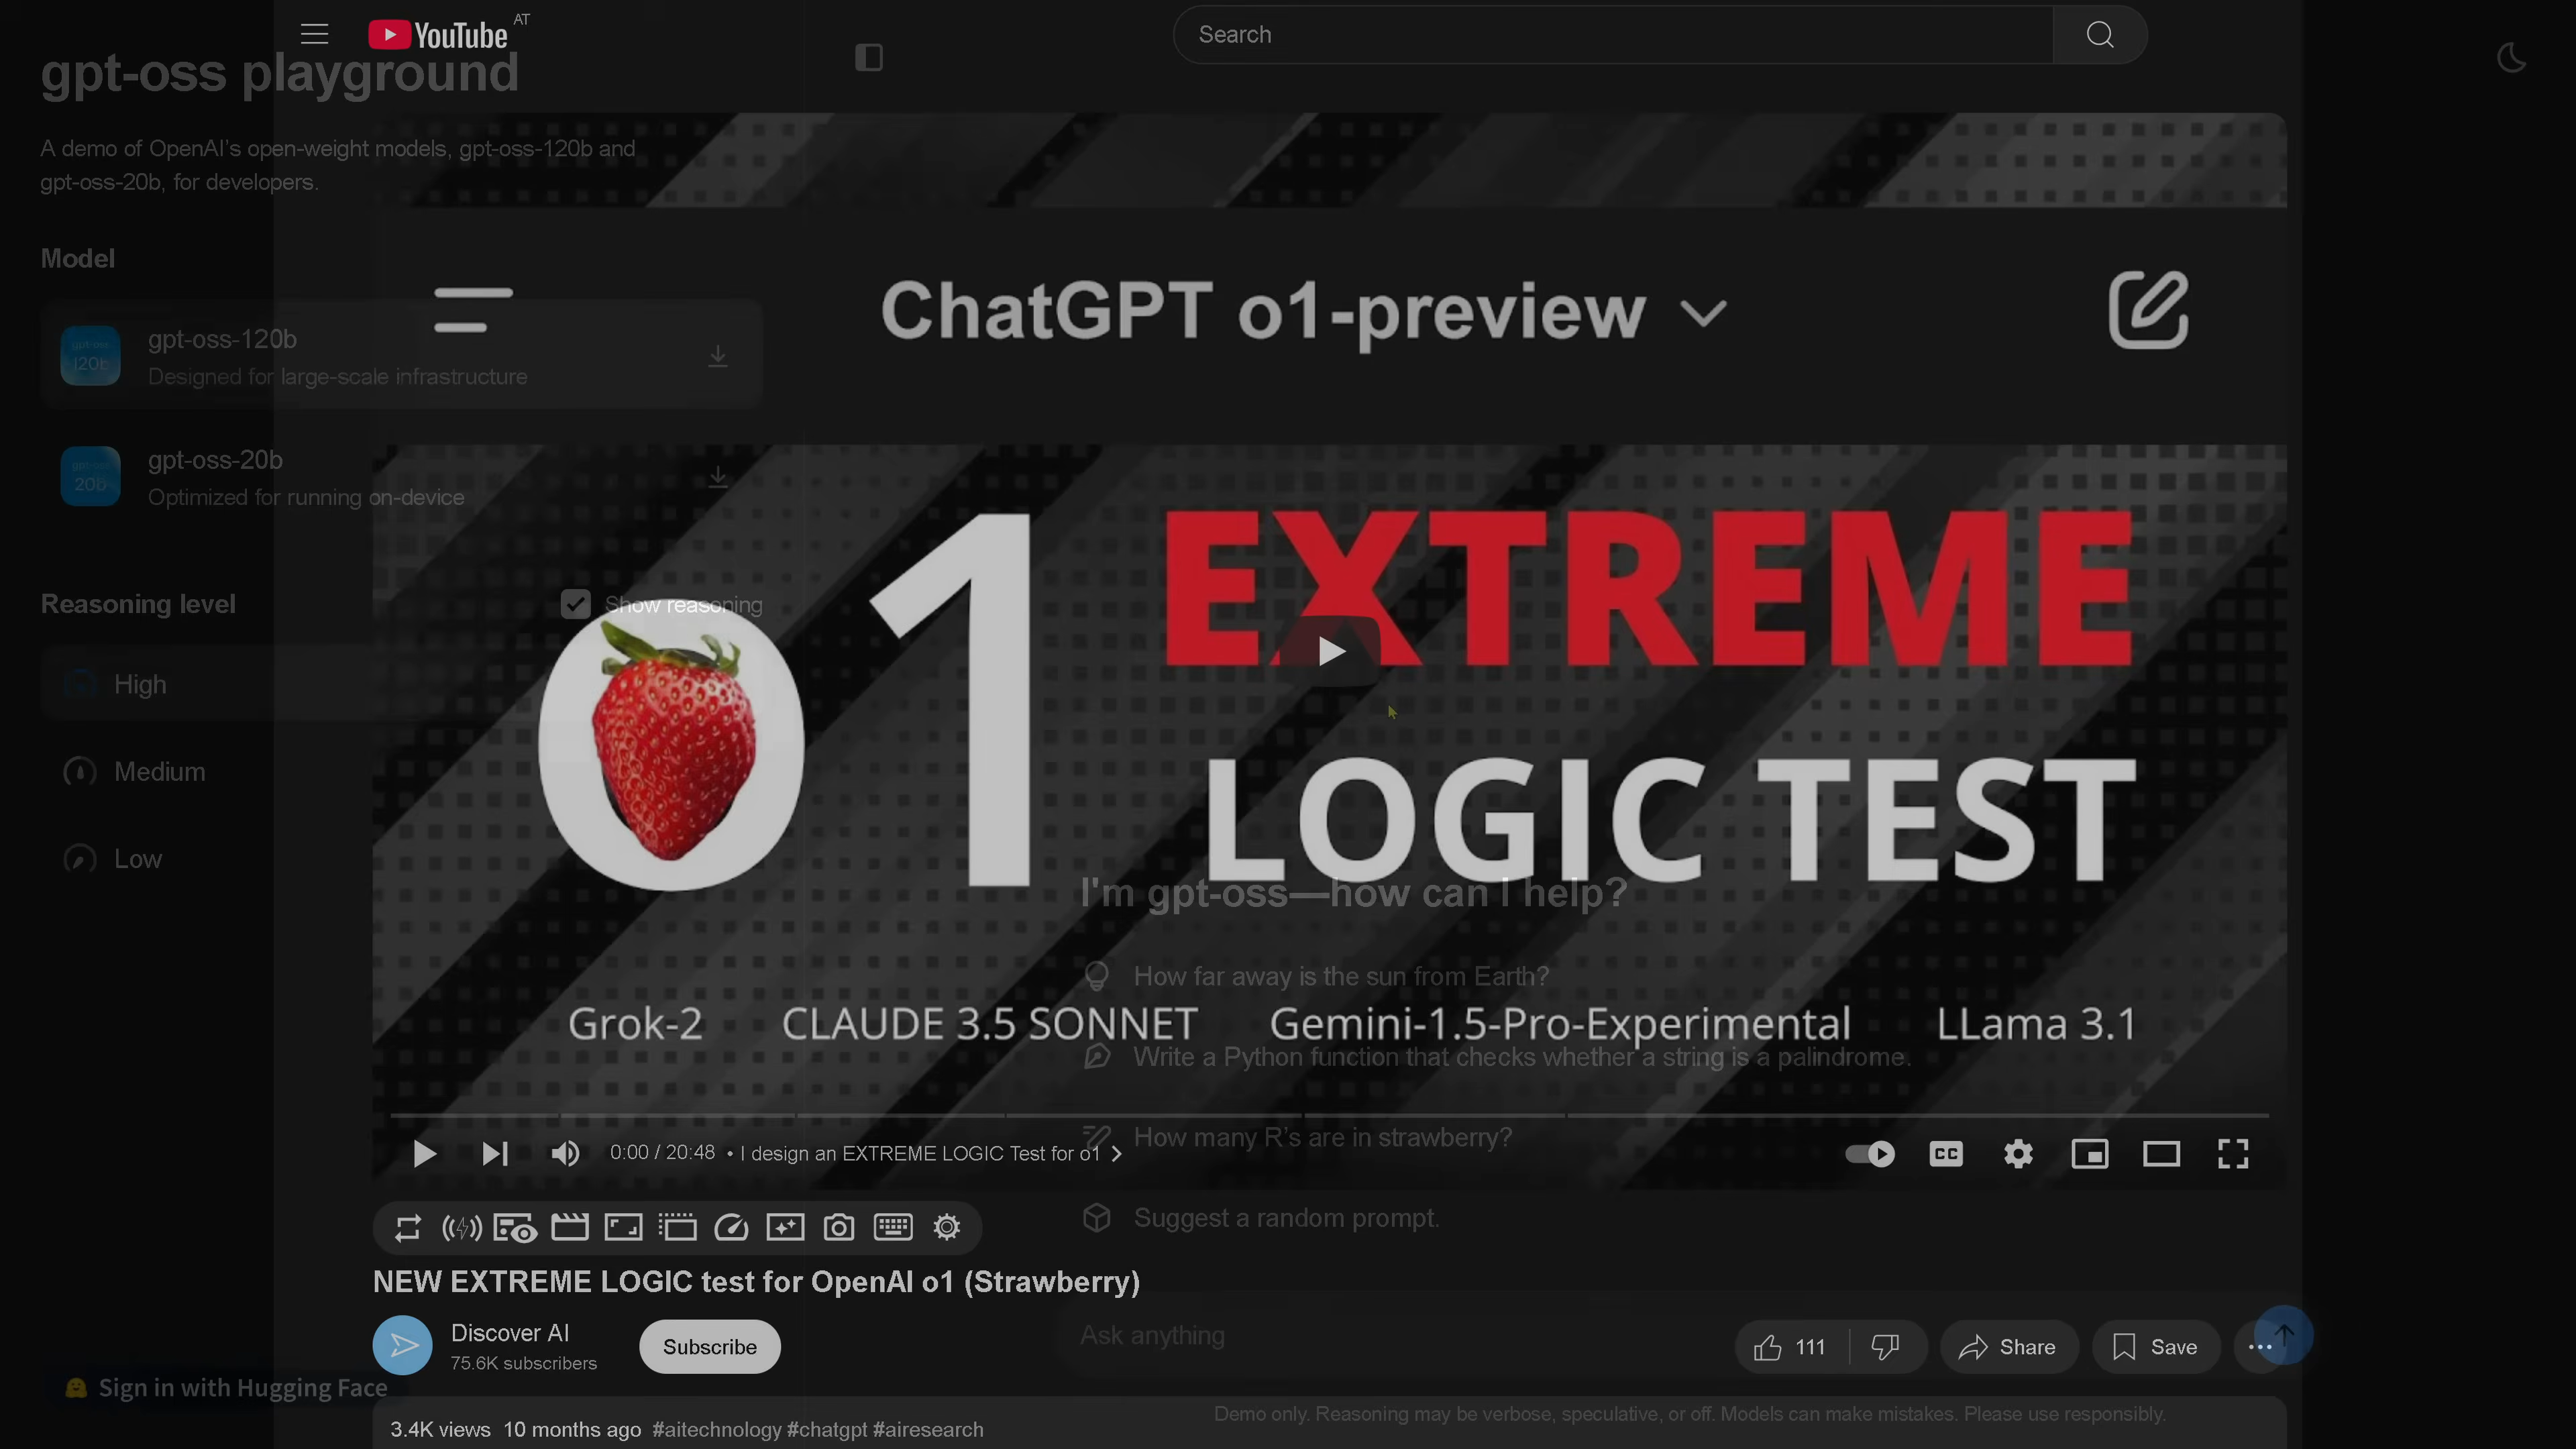 YouTube AT
Search
gpt-oss playground
A demo of OpenAI's open-weight models, gpt-oss-120b and
gpt-oss-20b, for developers.
Model
gpt-oss
120b
gpt-oss-120b
Designed for large-scale infrastructure
gpt-oss
20b
gpt-oss-20b
Optimized for running on-device
Reasoning level
Show reasoning
High
Medium
Low
ChatGPT o1-preview
O1 EXTREME
LOGIC TEST
I'm gpt-oss—how can I help?
How far away is the sun from Earth?
Grok-2 CLAUDE 3.5 SONNET Gemini-1.5-Pro-Experimental LLama 3.1
Write a Python function that checks whether a string is a palindrome.
How many R's are in strawberry?
0:00 / 20:48 • I design an EXTREME LOGIC Test for o1
CC
Suggest a random prompt.
NEW EXTREME LOGIC test for OpenAI o1 (Strawberry)
Discover AI
75.6K subscribers
Subscribe
Ask anything
111
Share
Save
Sign in with Hugging Face
Demo only. Reasoning may be verbose, speculative, or off. Models can make mistakes. Please use responsibly.
3.4K views 10 months ago #aitechnology #chatgpt #airesearch